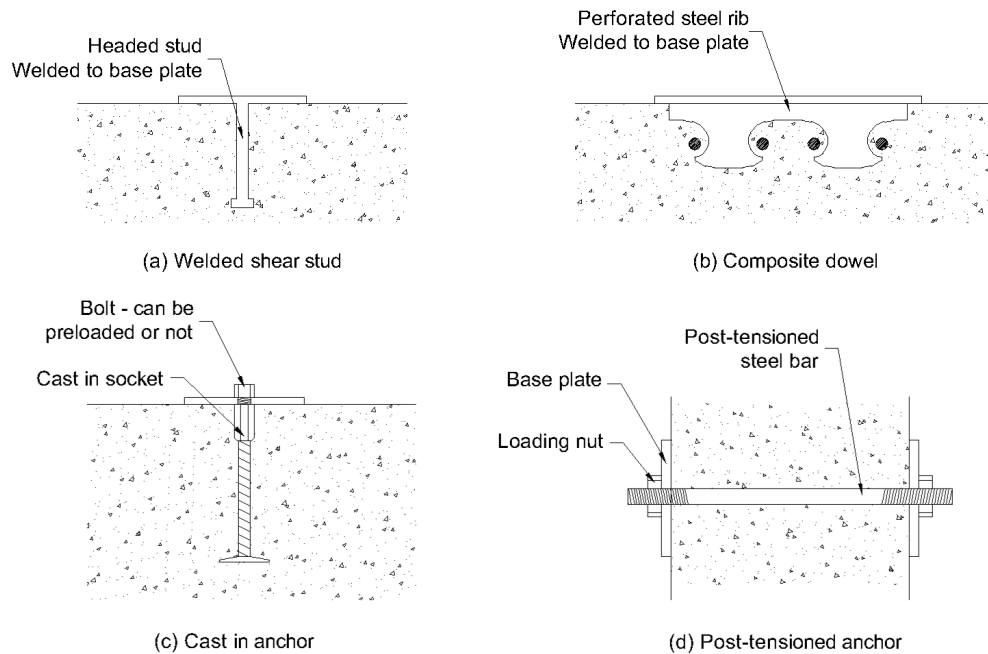 Headed stud
Welded to base plate
(a) Welded shear stud
Perforated steel rib
Welded to base plate
(b) Composite dowel
Bolt - can be
preloaded or not
Cast in socket
(c) Cast in anchor
Post-tensioned
steel bar
Base plate
Loading nut
(d) Post-tensioned anchor